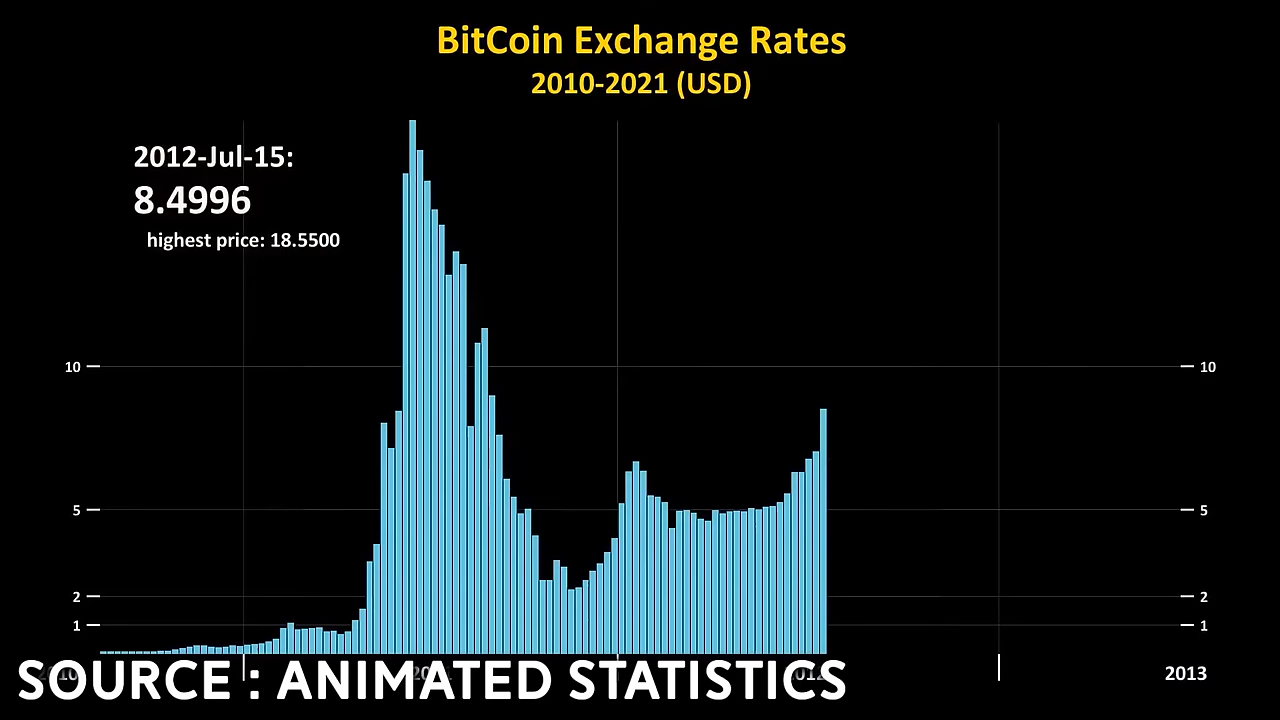 BitCoin Exchange Rates
2010-2021 (USD)
2012-Jul-15:
8.4996
highest price: 18.5500
10
10
5
5
2
2
1
1
2013
SOURCE : ANIMATED STATISTICS